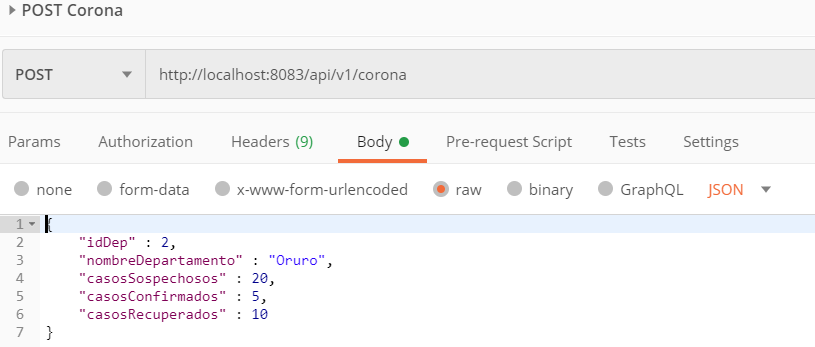 POST Corona
POST http://localhost:8083/api/v1/corona
Params Authorization Headers (9) Body Pre-request Script Tests Settings
none form-data x-www-form-urlencoded raw binary GraphQL JSON
1 {
2 "idDep" : 2,
3 "nombreDepartamento" : "Oruro",
4 "casosSospechosos" : 20,
5 "casosConfirmados" : 5,
6 "casosRecuperados" : 10
7 }